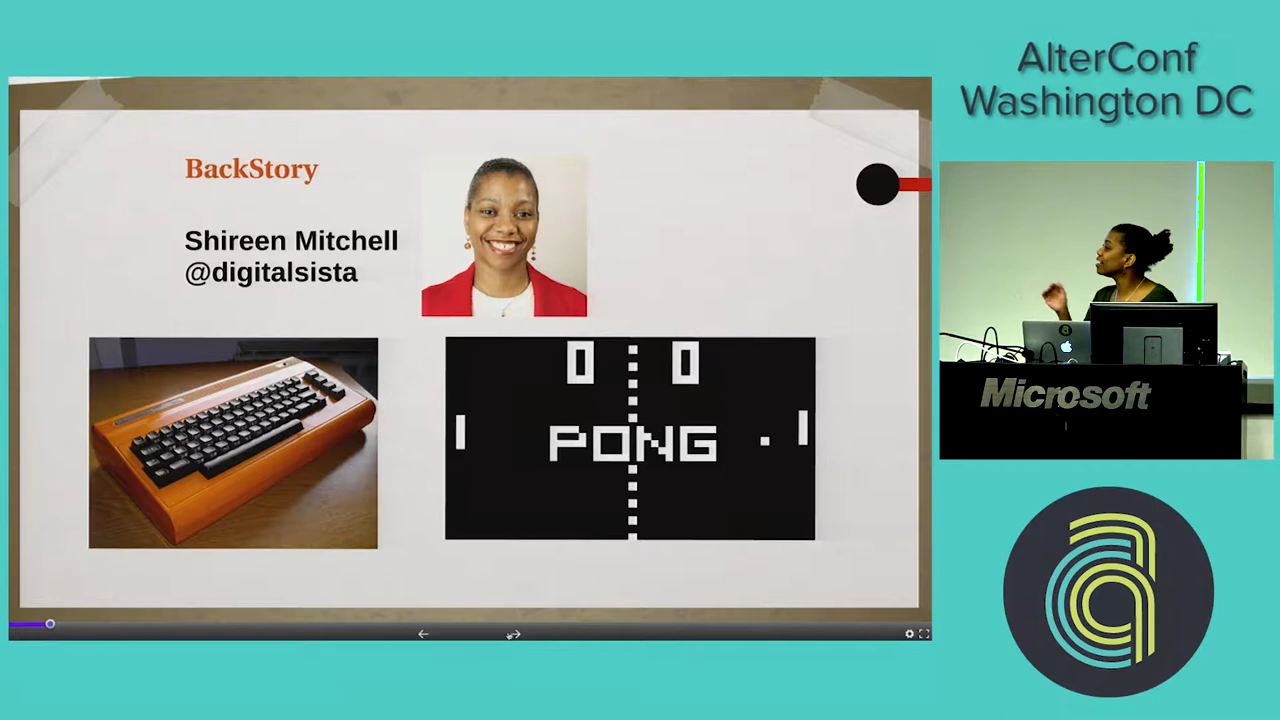 AlterConf
Washington DC
BackStory
Shireen Mitchell
@digitalsista
0 0
PONG
Microsoft